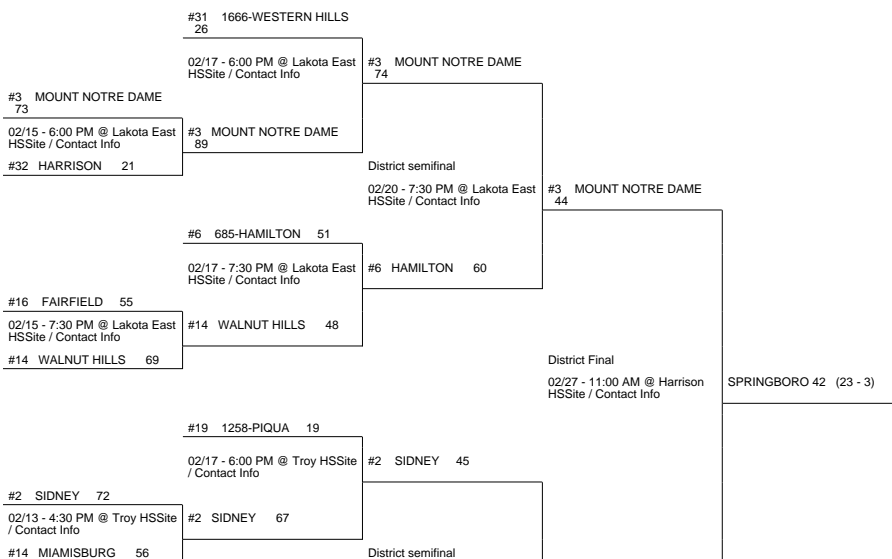 #31 1666-WESTERN HILLS
26
02/17 - 6:00 PM @ Lakota East
HSSite / Contact Info
#3 MOUNT NOTRE DAME
74
#3 MOUNT NOTRE DAME
73
02/15 - 6:00 PM @ Lakota East
HSSite / Contact Info
#3 MOUNT NOTRE DAME
89
#32 HARRISON 21
District semifinal
02/20 - 7:30 PM @ Lakota East
HSSite / Contact Info
#3 MOUNT NOTRE DAME
44
#6 685-HAMILTON 51
02/17 - 7:30 PM @ Lakota East
HSSite / Contact Info
#6 HAMILTON 60
#16 FAIRFIELD 55
02/15 - 7:30 PM @ Lakota East
HSSite / Contact Info
#14 WALNUT HILLS 48
#14 WALNUT HILLS 69
District Final
02/27 - 11:00 AM @ Harrison
HSSite / Contact Info
SPRINGBORO 42 (23 - 3)
#19 1258-PIQUA 19
02/17 - 6:00 PM @ Troy HSSite
/ Contact Info
#2 SIDNEY 45
#2 SIDNEY 72
02/13 - 4:30 PM @ Troy HSSite
/ Contact Info
#2 SIDNEY 67
#14 MIAMISBURG 56
District semifinal